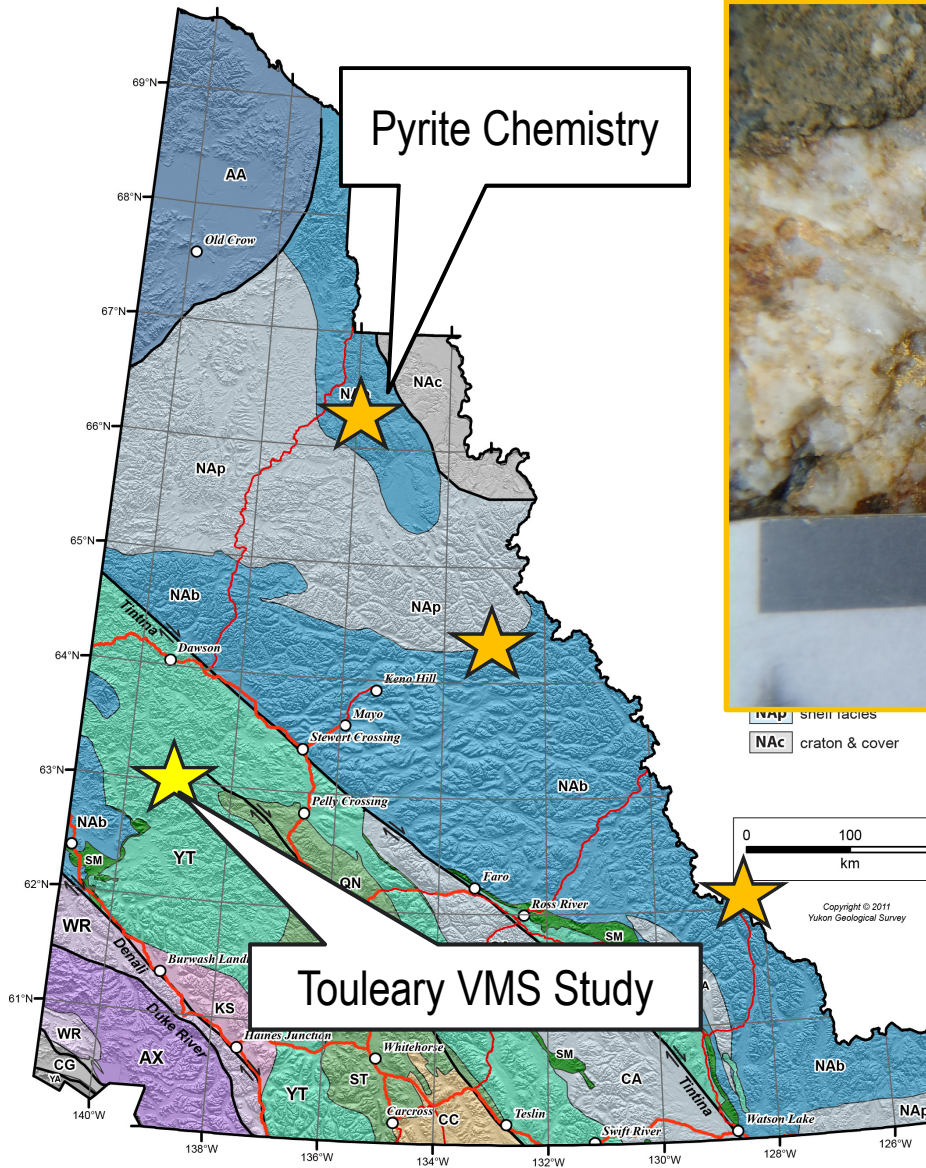 69°N
Pyrite Chemistry
AA
68°N
Old Crow
67°N
NAc
66°N
NAp
65°N
NAb
NAp
Tintina
Dawson
64°N
Keno Hill
Mayo
Stewart Crossing
NAp shelf facies
NAc craton & cover
63°N
NAb
Pelly Crossing
NAb
0 100
km
SM
YT
QN
Faro
62°N
Ross River
Copyright © 2011
Yukon Geological Survey
WR
SM
Denali
Burwash Landi
Touleary VMS Study
61°N
KS
Duke River
Haines Junction
WR
AX
Whitehorse
SM
NAb
CG
YA
YT
ST
CA
Tintina
CC
Carcross
Teslin
Swift River
Watson Lake
NAp
140°W
138°W
136°W
134°W
132°W
130°W
128°W
126°W